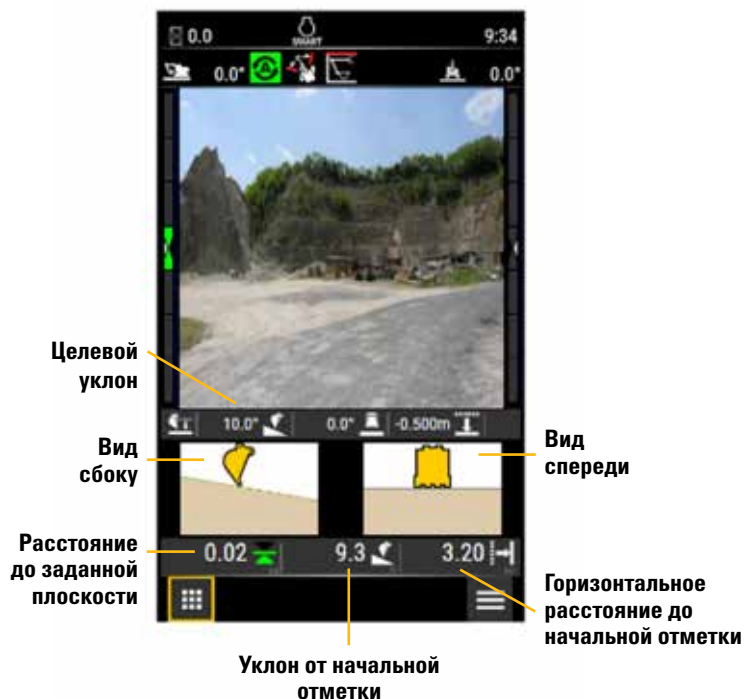 0.0
SMART
9:34
0.0°
0.0°
Целевой
уклон
10.0°
0.0°
-0.500m
Вид
сбоку
Вид
спереди
Расстояние
до заданной
плоскости
0.02
9.3
3.20
Горизонтальное
расстояние до
начальной отметки
Уклон от начальной
отметки